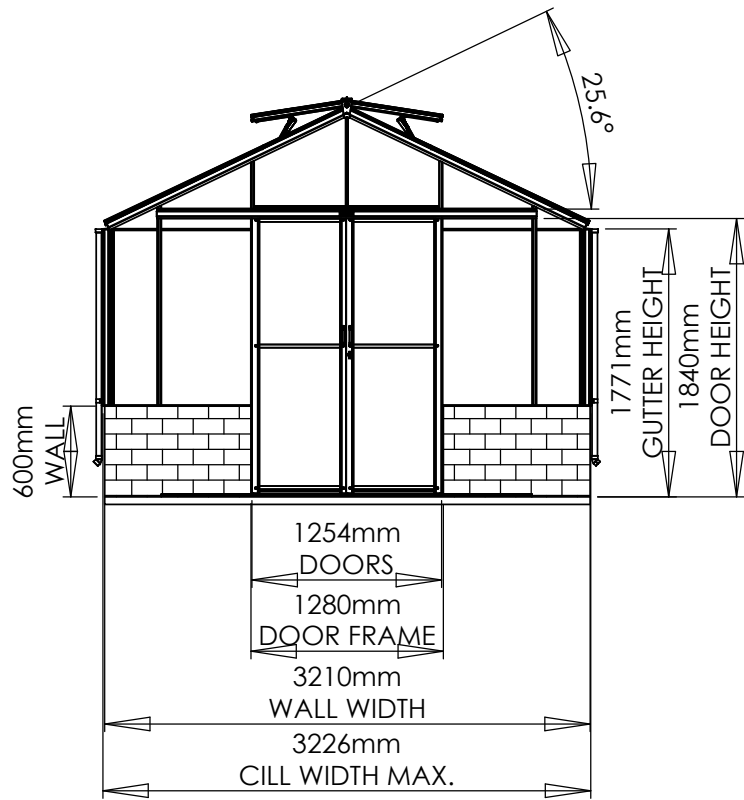 25.6°
600mm
WALL
1771mm
GUTTER HEIGHT
1840mm
DOOR HEIGHT
1254mm
DOORS
1280mm
DOOR FRAME
3210mm
WALL WIDTH
3226mm
CILL WIDTH MAX.